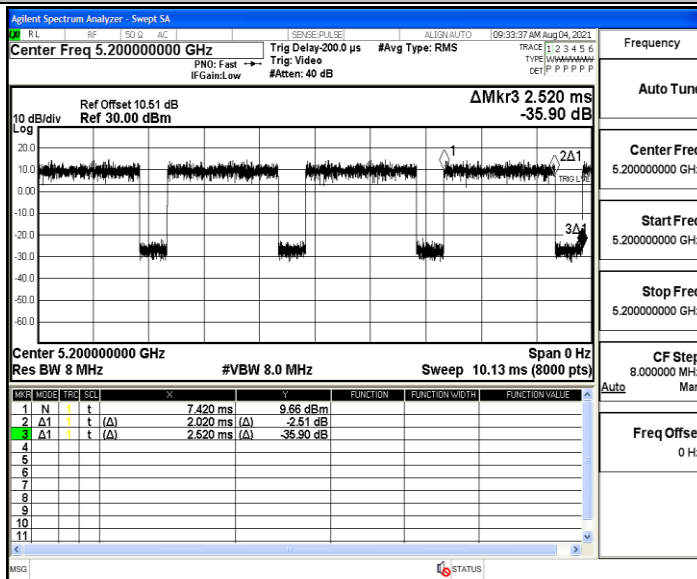 Agilent Spectrum Analyzer - Swept SA
LXI RL RF 50 Ω AC SENSE:PULSE ALIGN AUTO 09:33:37 AM Aug 04, 2021
Center Freq 5.200000000 GHz
Trig Delay-200.0 µs #Avg Type: RMS
TRACE 1 2 3 4 5 6
PNO: Fast Trig: Video
TYPE
IFGain:Low #Atten: 40 dB
DET P P P P P P
Frequency
Auto Tune
ΔMkr3 2.520 ms
-35.90 dB
Ref Offset 10.51 dB
10 dB/div Ref 30.00 dBm
Log
20.0
10.0
0.00
-10.0
-20.0
-30.0
-40.0
-50.0
-60.0
1
2Δ1
TRIG LVL
3Δ1
Center Freq
5.200000000 GHz
Start Freq
5.200000000 GHz
Stop Freq
5.200000000 GHz
CF Step
8.000000 MHz
Auto Man
Freq Offset
0 Hz
Center 5.200000000 GHz Span 0 Hz
Res BW 8 MHz #VBW 8.0 MHz Sweep 10.13 ms (8000 pts)
MKR MODE TRC SCL X Y FUNCTION FUNCTION WIDTH FUNCTION VALUE
1 N 1 t 7.420 ms 9.66 dBm
2 Δ1 1 t (Δ) 2.020 ms (Δ) -2.51 dB
3 Δ1 1 t (Δ) 2.520 ms (Δ) -35.90 dB
4
5
6
7
8
9
10
11
MSG STATUS